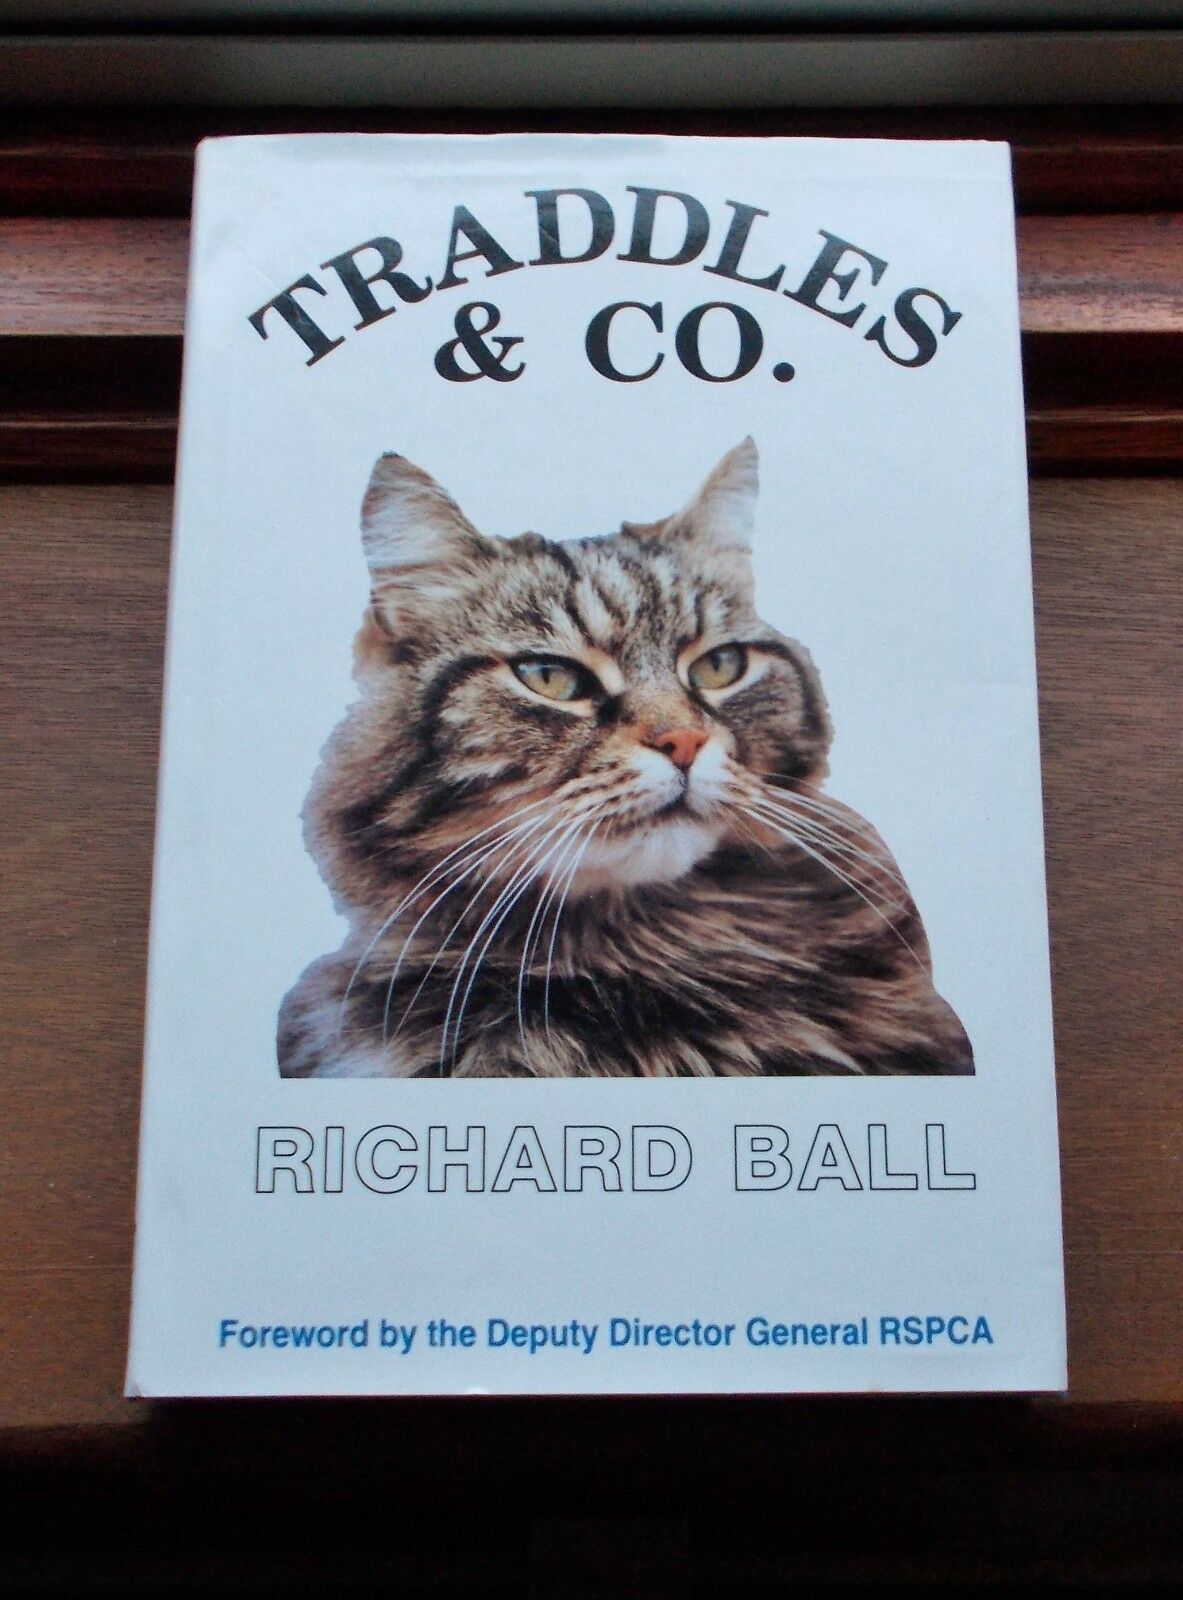 TRADDLES
& CO.
RICHARD BALL
Foreword by the Deputy Director General RSPCA